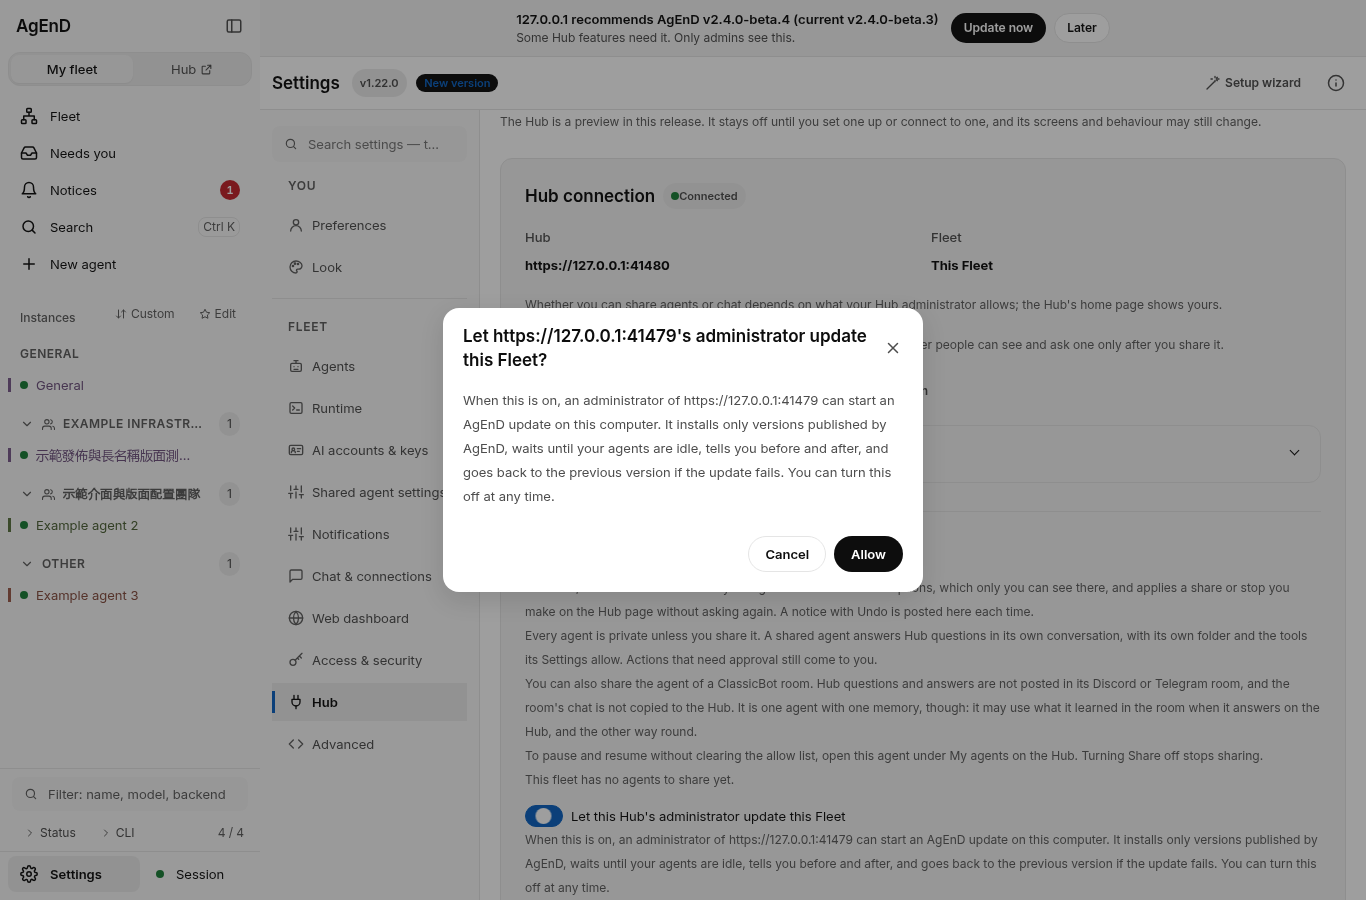 AgEnD
My fleet
Hub
Fleet
Needs you
Notices
1
Search
Ctrl K
New agent
Instances
Custom
Edit
GENERAL
General
EXAMPLE INFRASTR...
1
示範發佈與長名稱版面測...
示範介面與版面配置團隊
1
Example agent 2
OTHER
1
Example agent 3
Filter: name, model, backend
Status
CLI
4 / 4
Settings
Session
127.0.0.1 recommends AgEnD v2.4.0-beta.4 (current v2.4.0-beta.3)
Some Hub features need it. Only admins see this.
Update now
Later
Settings
v1.22.0
New version
Setup wizard
Search settings — t...
YOU
Preferences
Look
FLEET
Agents
Runtime
AI accounts & keys
Shared agent settings
Notifications
Chat & connections
Web dashboard
Access & security
Hub
Advanced
The Hub is a preview in this release. It stays off until you set one up or connect to one, and its screens and behaviour may still change.
Hub connection
Connected
Hub
Fleet
https://127.0.0.1:41480
This Fleet
Whether you can share agents or chat depends on what your Hub administrator allows; the Hub's home page shows yours.
people can see and ask one only after you share it.
Let https://127.0.0.1:41479's administrator update
this Fleet?
When this is on, an administrator of https://127.0.0.1:41479 can start an
AgEnD update on this computer. It installs only versions published by
AgEnD, waits until your agents are idle, tells you before and after, and
goes back to the previous version if the update fails. You can turn this
off at any time.
Cancel
Allow
which only you can see there, and applies a share or stop you
make on the Hub page without asking again. A notice with Undo is posted here each time.
Every agent is private unless you share it. A shared agent answers Hub questions in its own conversation, with its own folder and the tools
its Settings allow. Actions that need approval still come to you.
You can also share the agent of a ClassicBot room. Hub questions and answers are not posted in its Discord or Telegram room, and the
room's chat is not copied to the Hub. It is one agent with one memory, though: it may use what it learned in the room when it answers on the
Hub, and the other way round.
To pause and resume without clearing the allow list, open this agent under My agents on the Hub. Turning Share off stops sharing.
This fleet has no agents to share yet.
Let this Hub's administrator update this Fleet
When this is on, an administrator of https://127.0.0.1:41479 can start an AgEnD update on this computer. It installs only versions published by
AgEnD, waits until your agents are idle, tells you before and after, and goes back to the previous version if the update fails. You can turn this
off at any time.